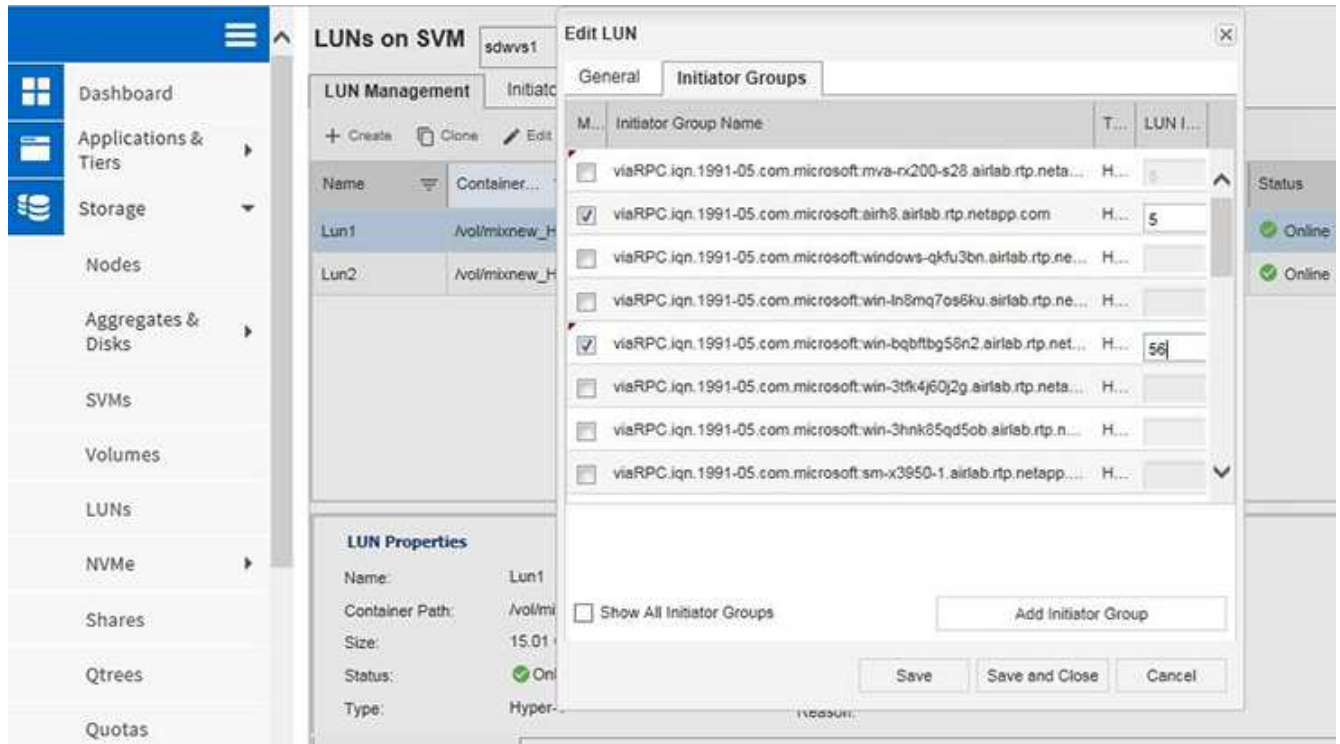 LUNs on SVM sdwvs1
LUN Management Initiato
+ Create Clone Edit
Name Container... Status
Lun1 /vol/mixnew_H Online
Lun2 /vol/mixnew_H Online
Dashboard
Applications &
Tiers
Storage
Nodes
Aggregates &
Disks
SVMs
Volumes
LUNs
NVMe
Shares
Qtrees
Quotas
Edit LUN
General Initiator Groups
M... Initiator Group Name T... LUN I...
viaRPC.iqn.1991-05.com.microsoft:mva-rx200-s28.airlab.rtp.neta... H...
viaRPC.iqn.1991-05.com.microsoft:airh8.airlab.rtp.netapp.com H... 5
viaRPC.iqn.1991-05.com.microsoft:windows-qkfu3bn.airlab.rtp.ne... H...
viaRPC.iqn.1991-05.com.microsoft:win-ln8mq7os6ku.airlab.rtp.ne... H...
viaRPC.iqn.1991-05.com.microsoft:win-bqbftbg58n2.airlab.rtp.net... H... 56
viaRPC.iqn.1991-05.com.microsoft:win-3tfk4j60j2g.airlab.rtp.neta... H...
viaRPC.iqn.1991-05.com.microsoft:win-3hnk85qd5ob.airlab.rtp.n... H...
viaRPC.iqn.1991-05.com.microsoft:sm-x3950-1.airlab.rtp.netapp.... H...
Show All Initiator Groups Add Initiator Group
Save Save and Close Cancel
LUN Properties
Name: Lun1
Container Path: /vol/mi
Size: 15.01
Status: Onl
Type: Hyper-
Reason: